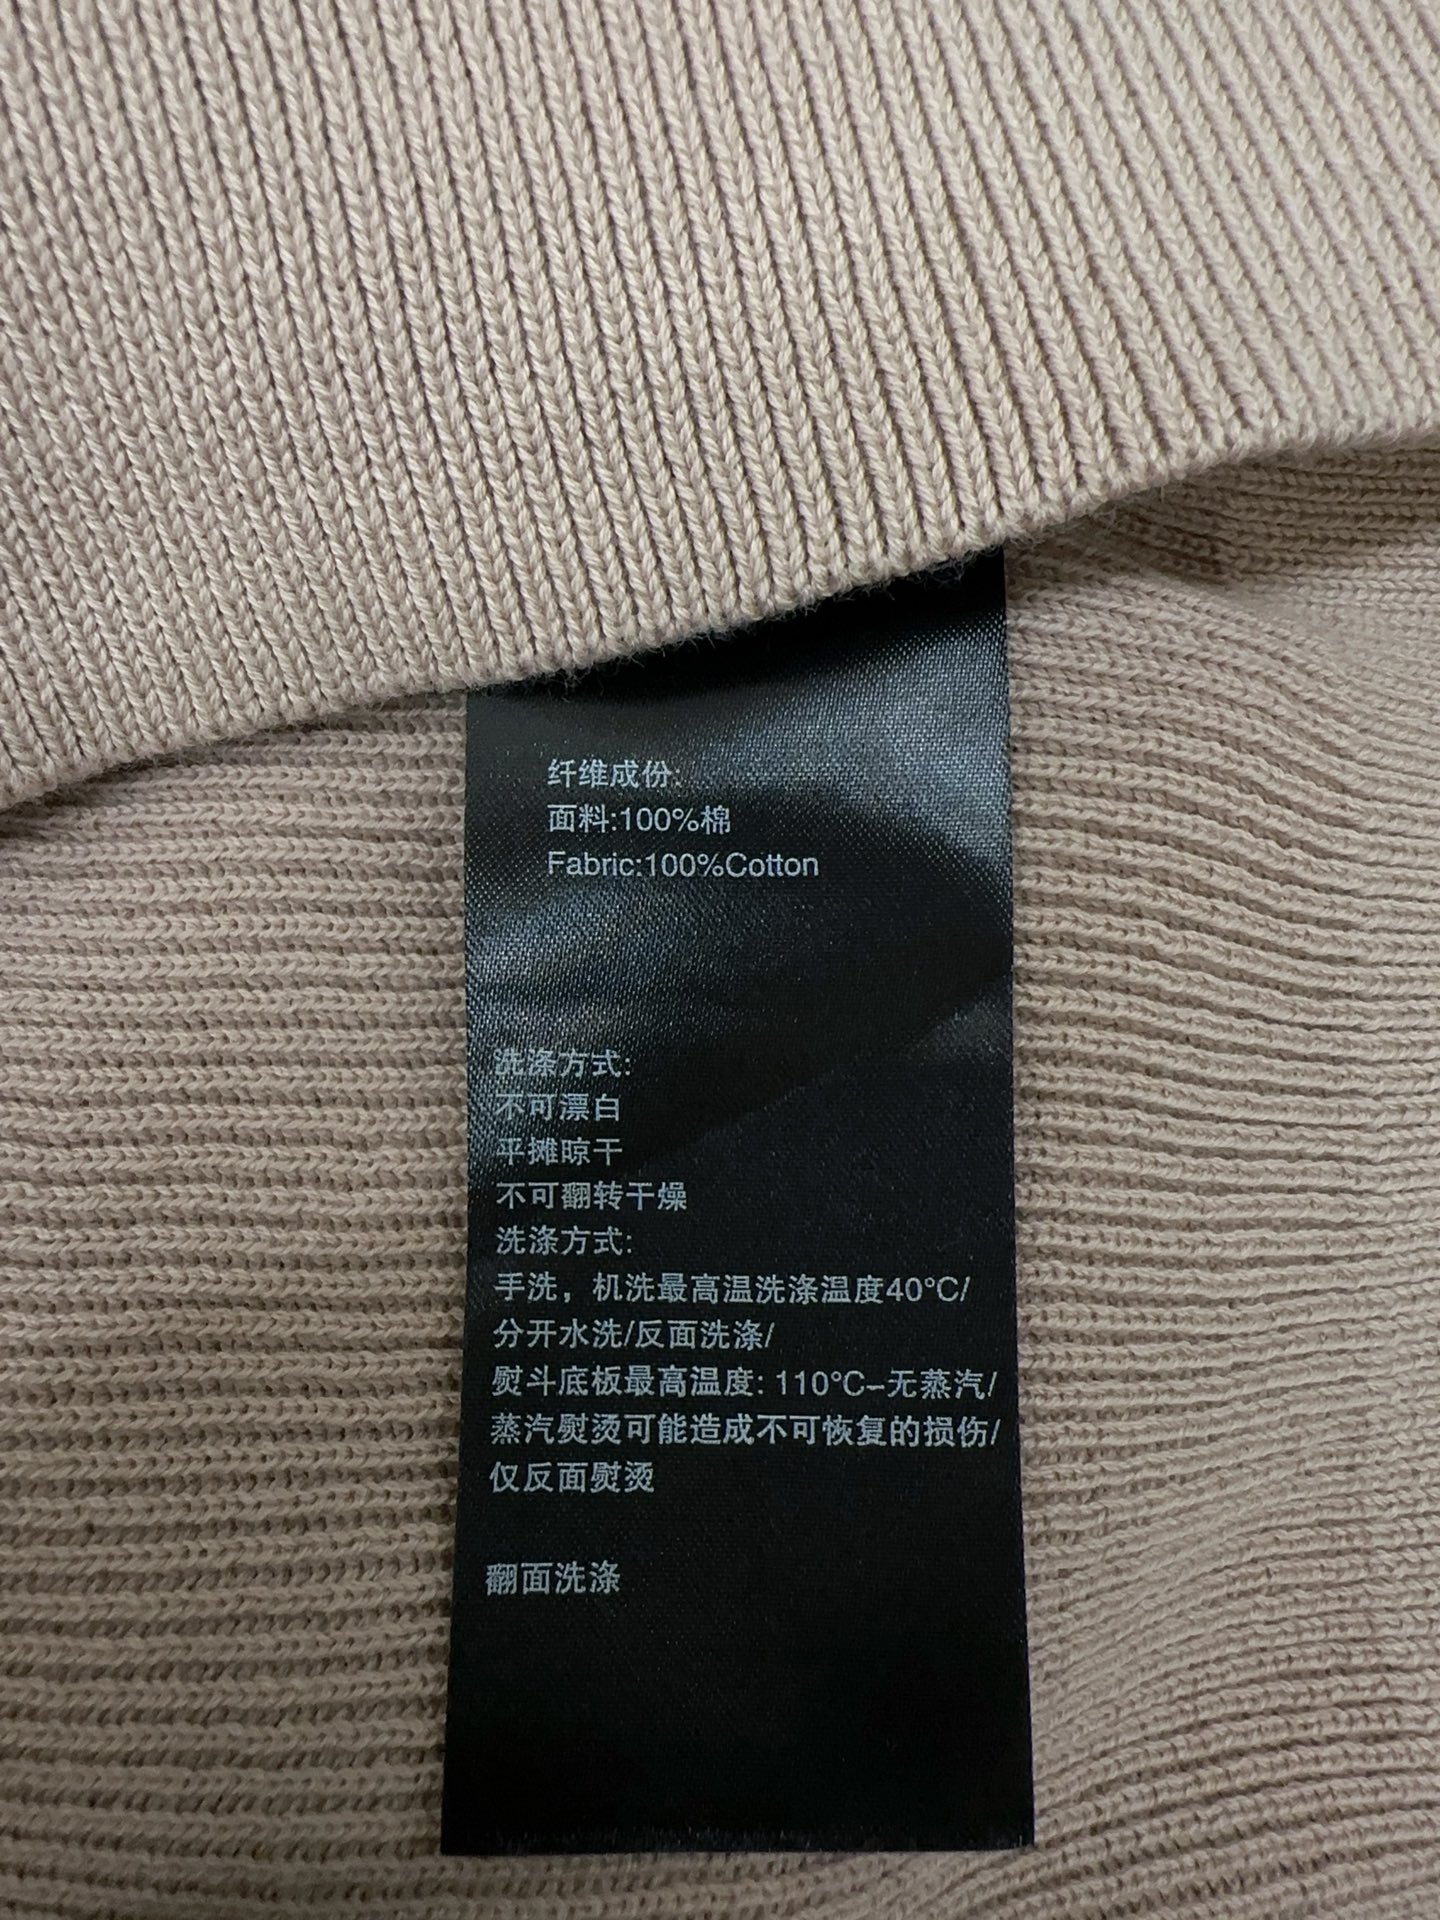 纤维成份:
面料:100%棉
Fabric:100%Cotton
洗涤方式:
不可漂白
平摊晾干
不可翻转干燥
洗涤方式:
手洗，机洗最高温洗涤温度40°C/
分开水洗/反面洗涤/
熨斗底板最高温度: 110°C–无蒸汽/
蒸汽熨烫可能造成不可恢复的损伤/
仅反面熨烫
翻面洗涤